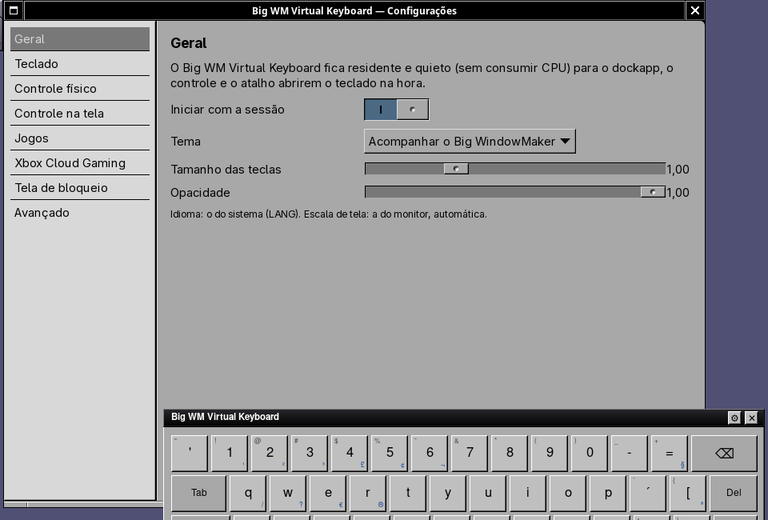 Big WM Virtual Keyboard — Configurações
Geral
Teclado
Controle físico
Controle na tela
Jogos
Xbox Cloud Gaming
Tela de bloqueio
Avançado
Geral
O Big WM Virtual Keyboard fica residente e quieto (sem consumir CPU) para o dockapp, o
controle e o atalho abrirem o teclado na hora.
Iniciar com a sessão
Tema Acompanhar o Big WindowMaker
Tamanho das teclas 1,00
Opacidade 1,00
Idioma: o do sistema (LANG). Escala de tela: a do monitor, automática.
Big WM Virtual Keyboard
' 1 2 3 4 5 6 7 8 9 0 - = ⌫
Tab q w e r t y u i o p ´ [ Del